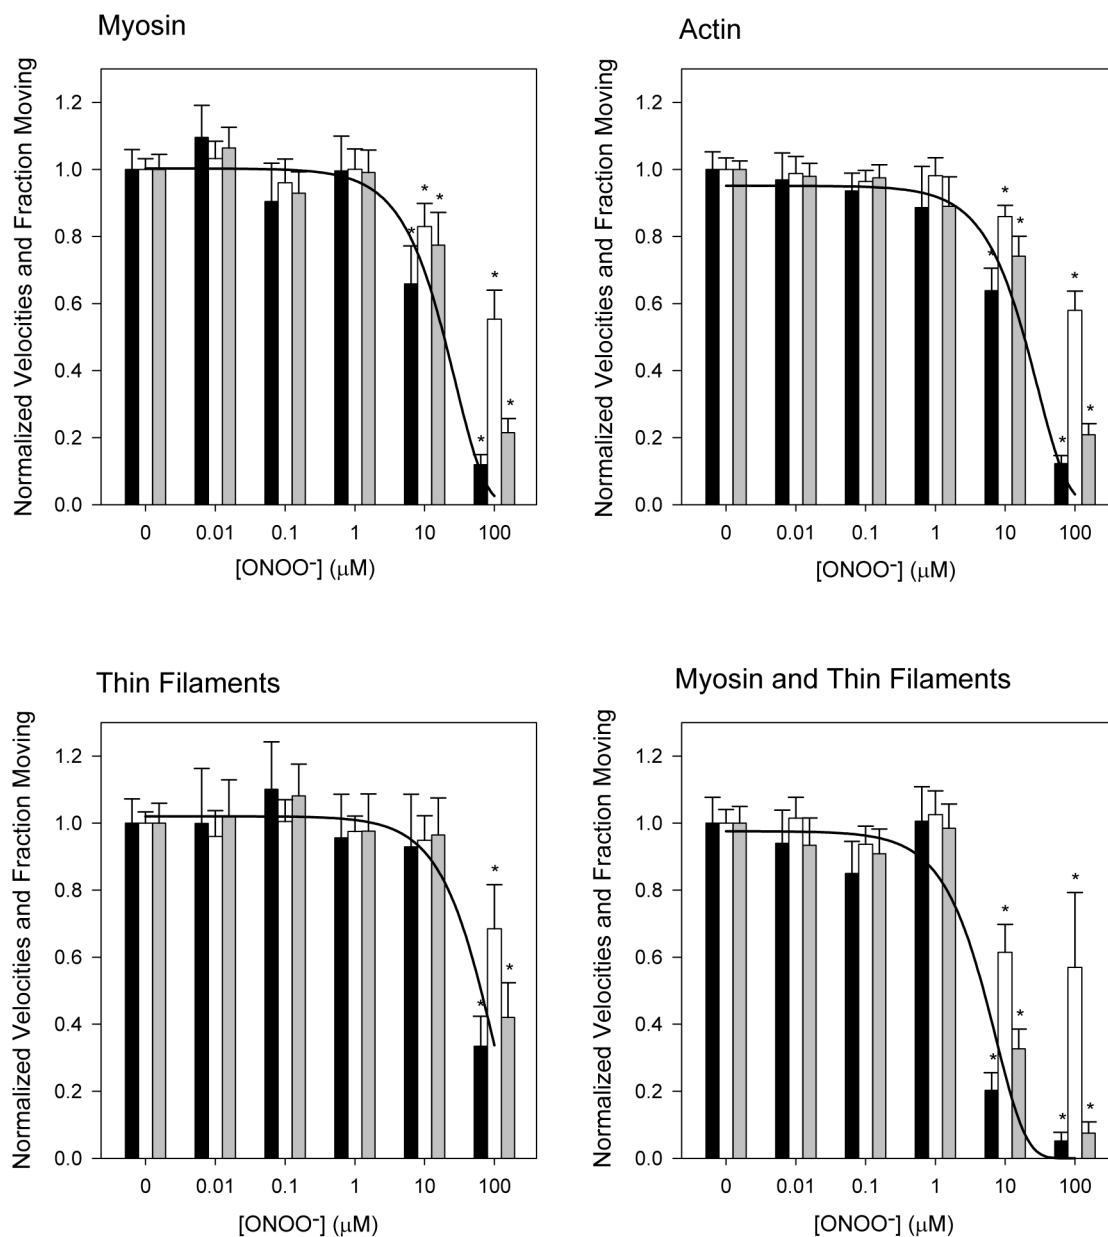 Myosin
Normalized Velocities and Fraction Moving
1.2
1.0
0.8
0.6
0.4
0.2
0.0
* * * * * *
0 0.01 0.1 1 10 100
[ONOO⁻] (μM)
Actin
Normalized Velocities and Fraction Moving
1.2
1.0
0.8
0.6
0.4
0.2
0.0
* * * * * *
0 0.01 0.1 1 10 100
[ONOO⁻] (μM)
Thin Filaments
Normalized Velocities and Fraction Moving
1.2
1.0
0.8
0.6
0.4
0.2
0.0
* * *
0 0.01 0.1 1 10 100
[ONOO⁻] (μM)
Myosin and Thin Filaments
Normalized Velocities and Fraction Moving
1.2
1.0
0.8
0.6
0.4
0.2
0.0
* * * * * *
0 0.01 0.1 1 10 100
[ONOO⁻] (μM)